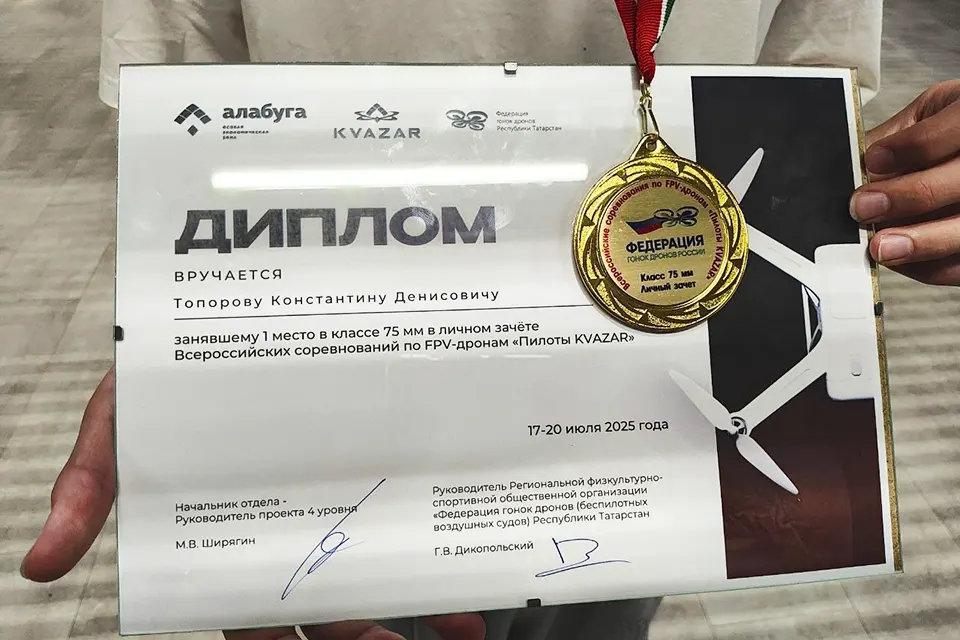 алабуга
особая
экономическая
зона
KVAZAR
Федерация
гонок дронов
Республики Татарстан
ДИПЛОМ
ВРУЧАЕТСЯ
Топорову Константину Денисовичу
занявшему 1 место в классе 75 мм в личном зачёте
Всероссийских соревнований по FPV-дронам «Пилоты KVAZAR»
17-20 июля 2025 года
Начальник отдела -
Руководитель проекта 4 уровня
М.В. Ширягин
Руководитель Региональной физкультурно-
спортивной общественной организации
«Федерация гонок дронов (беспилотных
воздушных судов) Республики Татарстан
Г.В. Дикопольский
Всероссийские соревнования по FPV-дронам «Пилоты KVAZAR»
ФЕДЕРАЦИЯ
ГОНОК ДРОНОВ РОССИИ
Класс 75 мм
Личный зачет